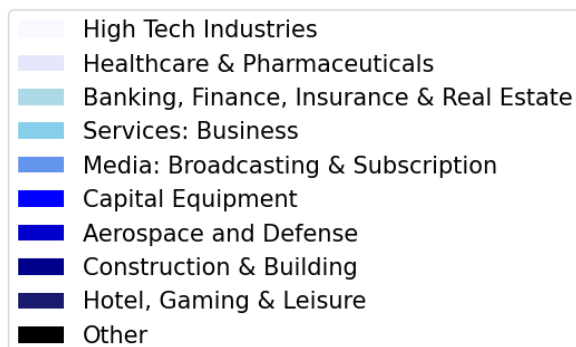 High Tech Industries
Healthcare & Pharmaceuticals
Banking, Finance, Insurance & Real Estate
Services: Business
Media: Broadcasting & Subscription
Capital Equipment
Aerospace and Defense
Construction & Building
Hotel, Gaming & Leisure
Other